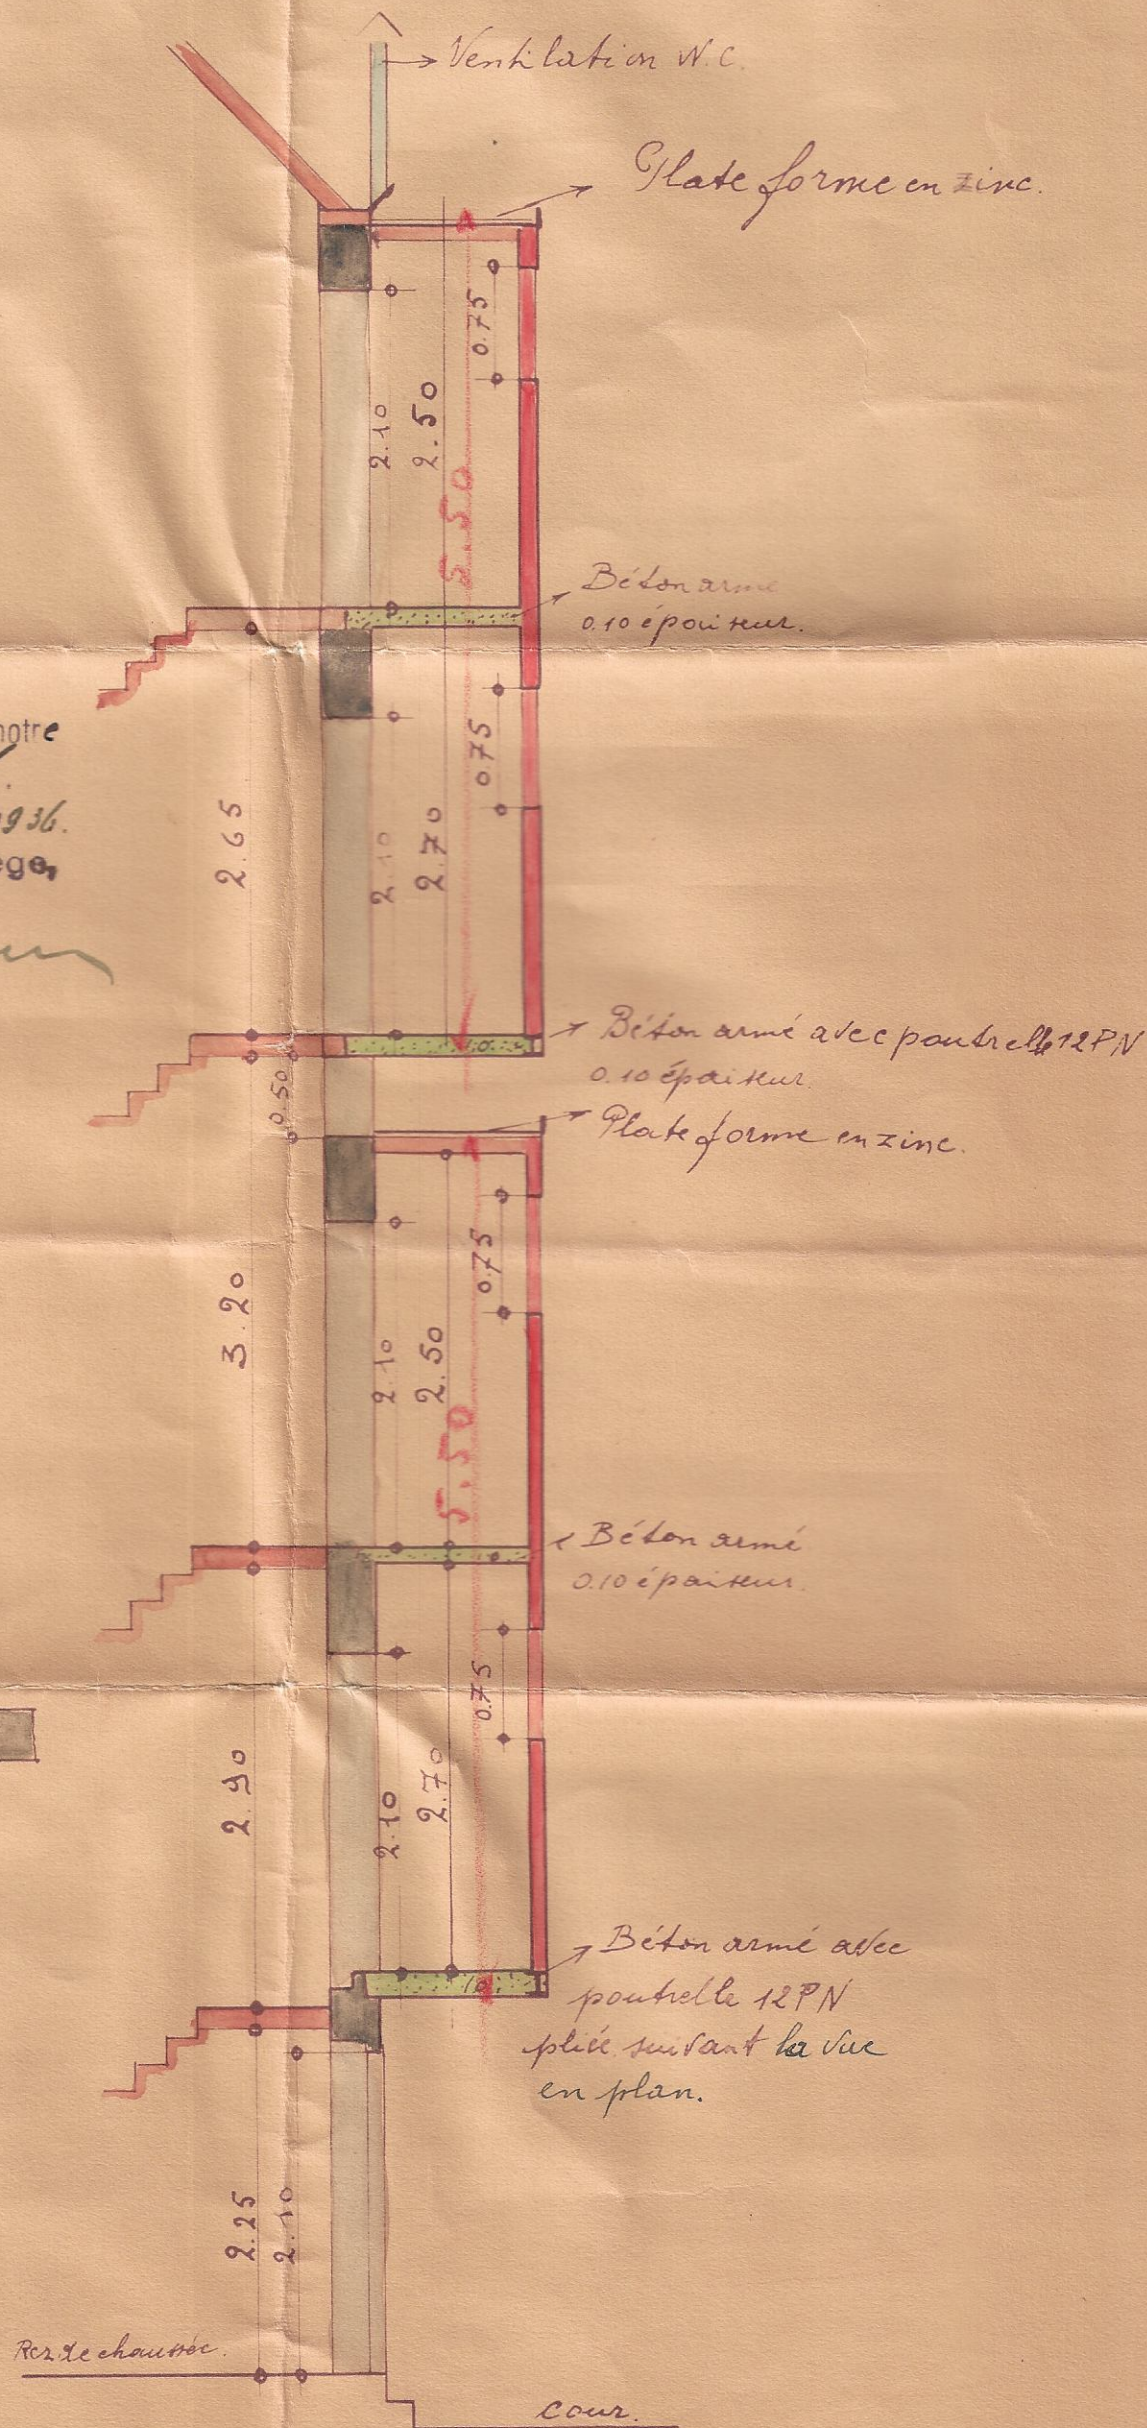 Ventilation W.C.
Plate forme en zinc.
0.75
2.10
2.50
5.50
Béton armé
0.10 épaisseur.
notre
936.
ège,
2.65
2.10
2.70
0.75
Béton armé avec poutrelle 12PN
0.10 épaisseur.
0.50
Plate forme en zinc.
0.75
3.20
2.10
2.50
5.50
Béton armé
0.10 épaisseur.
0.75
2.90
2.10
2.70
10
Béton armé avec
poutrelle 12PN
pliée suivant la vue
en plan.
2.25
2.10
Rez de chaussée.
cour.